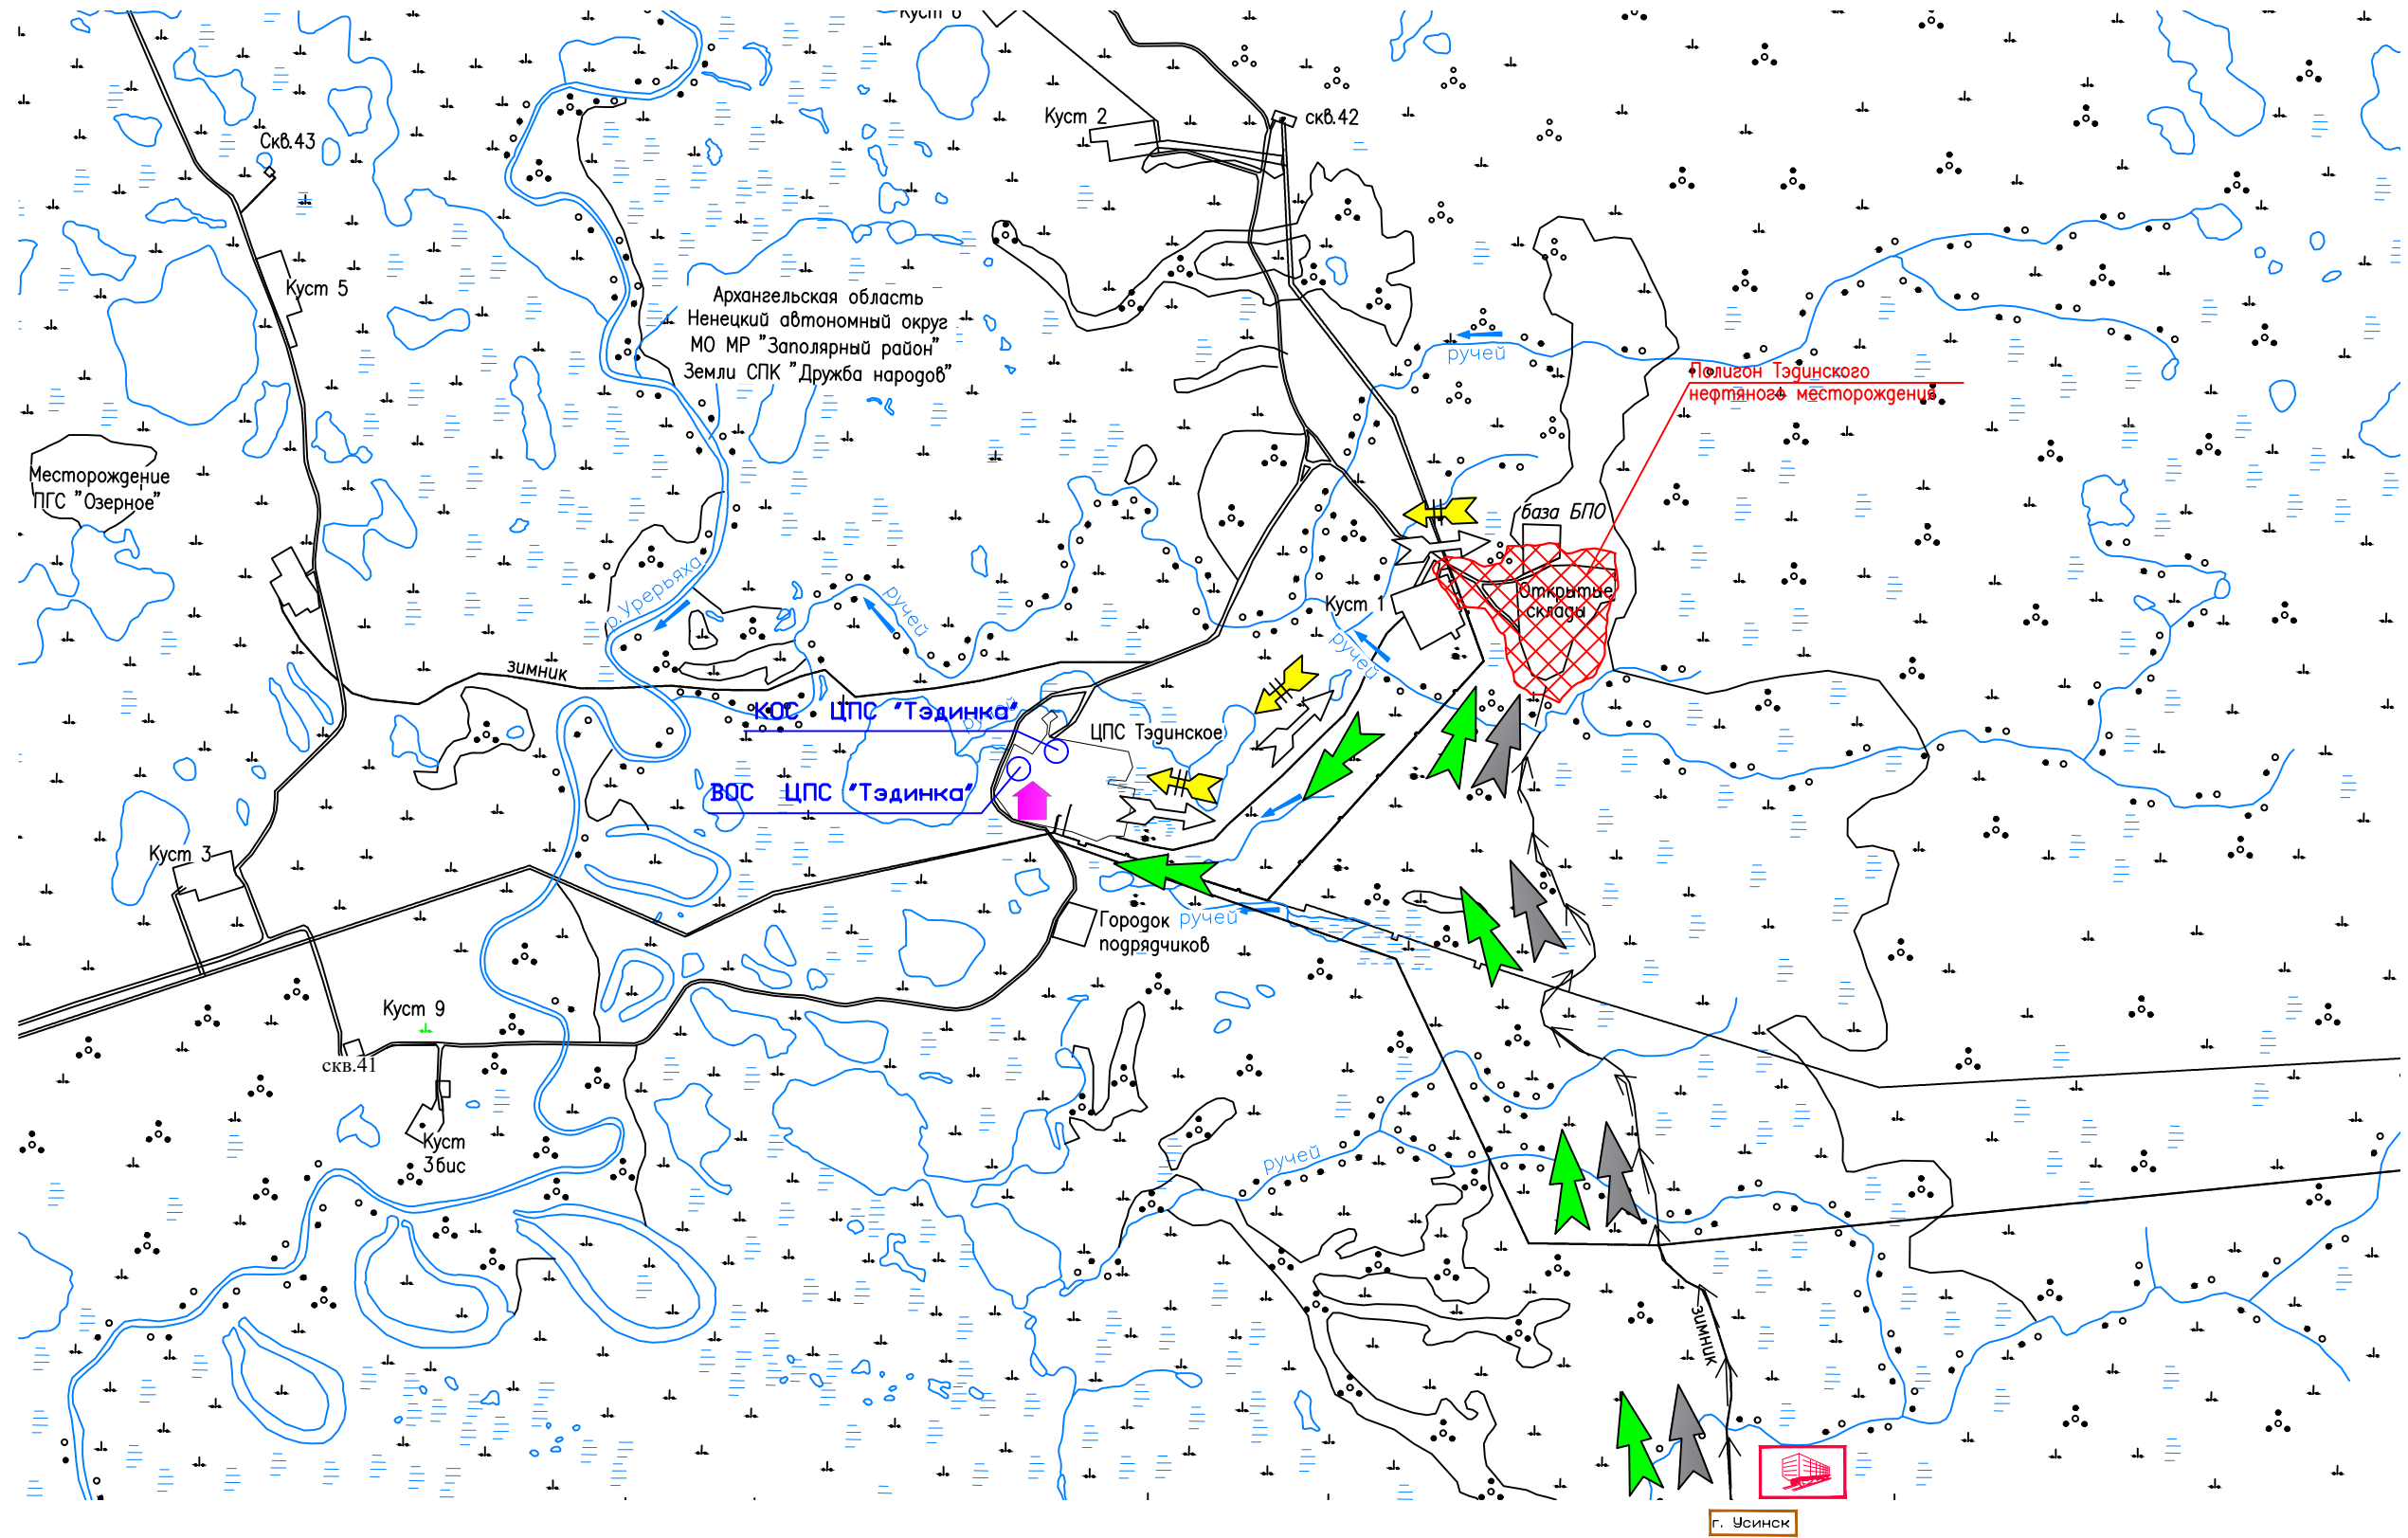 Куст 6
Куст 2
скв.42
Скв.43
Куст 5
Архангельская область
Ненецкий автономный округ
МО МР "Заполярный район"
Земли СПК "Дружба народов"
ручей
Полигон Тэдинского
нефтяного месторождения
Месторождение
ПГС "Озерное"
база БПО
р. Урерьяха
ручей
Открытые
склады
Куст 1
ручей
зимник
ручей
КОС ЦПС "Тэдинка"
ЦПС Тэдинское
ВОС ЦПС "Тэдинка"
Куст 3
Городок
подрядчиков
ручей
Куст 9
скв.41
Куст
3бис
ручей
зимник
г. Усинск